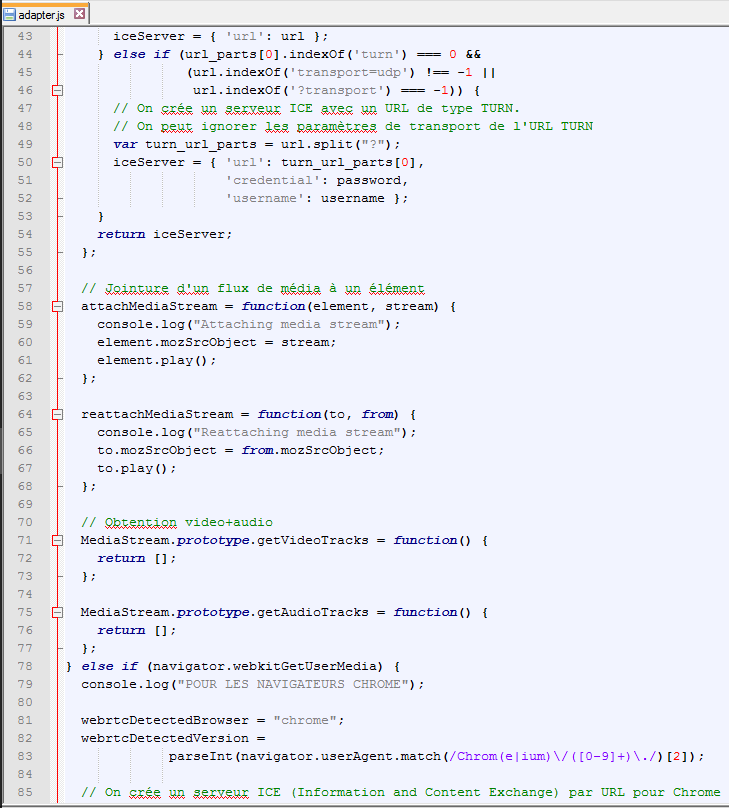 adapter.js
43 iceServer = { 'url': url };
44 } else if (url_parts[0].indexOf('turn') === 0 &&
45 (url.indexOf('transport=udp') !== -1 ||
46 url.indexOf('?transport') === -1)) {
47 // On crée un serveur ICE avec un URL de type TURN.
48 // On peut ignorer les paramètres de transport de l'URL TURN
49 var turn_url_parts = url.split("?");
50 iceServer = { 'url': turn_url_parts[0],
51 'credential': password,
52 'username': username };
53 }
54 return iceServer;
55 };
56
57 // Jointure d'un flux de média à un élément
58 attachMediaStream = function(element, stream) {
59 console.log("Attaching media stream");
60 element.mozSrcObject = stream;
61 element.play();
62 };
63
64 reattachMediaStream = function(to, from) {
65 console.log("Reattaching media stream");
66 to.mozSrcObject = from.mozSrcObject;
67 to.play();
68 };
69
70 // Obtention video+audio
71 MediaStream.prototype.getVideoTracks = function() {
72 return [];
73 };
74
75 MediaStream.prototype.getAudioTracks = function() {
76 return [];
77 };
78 } else if (navigator.webkitGetUserMedia) {
79 console.log("POUR LES NAVIGATEURS CHROME");
80
81 webrtcDetectedBrowser = "chrome";
82 webrtcDetectedVersion =
83 parseInt(navigator.userAgent.match(/Chrom(e|ium)\/([0-9]+)\./)[2]);
84
85 // On crée un serveur ICE (Information and Content Exchange) par URL pour Chrome